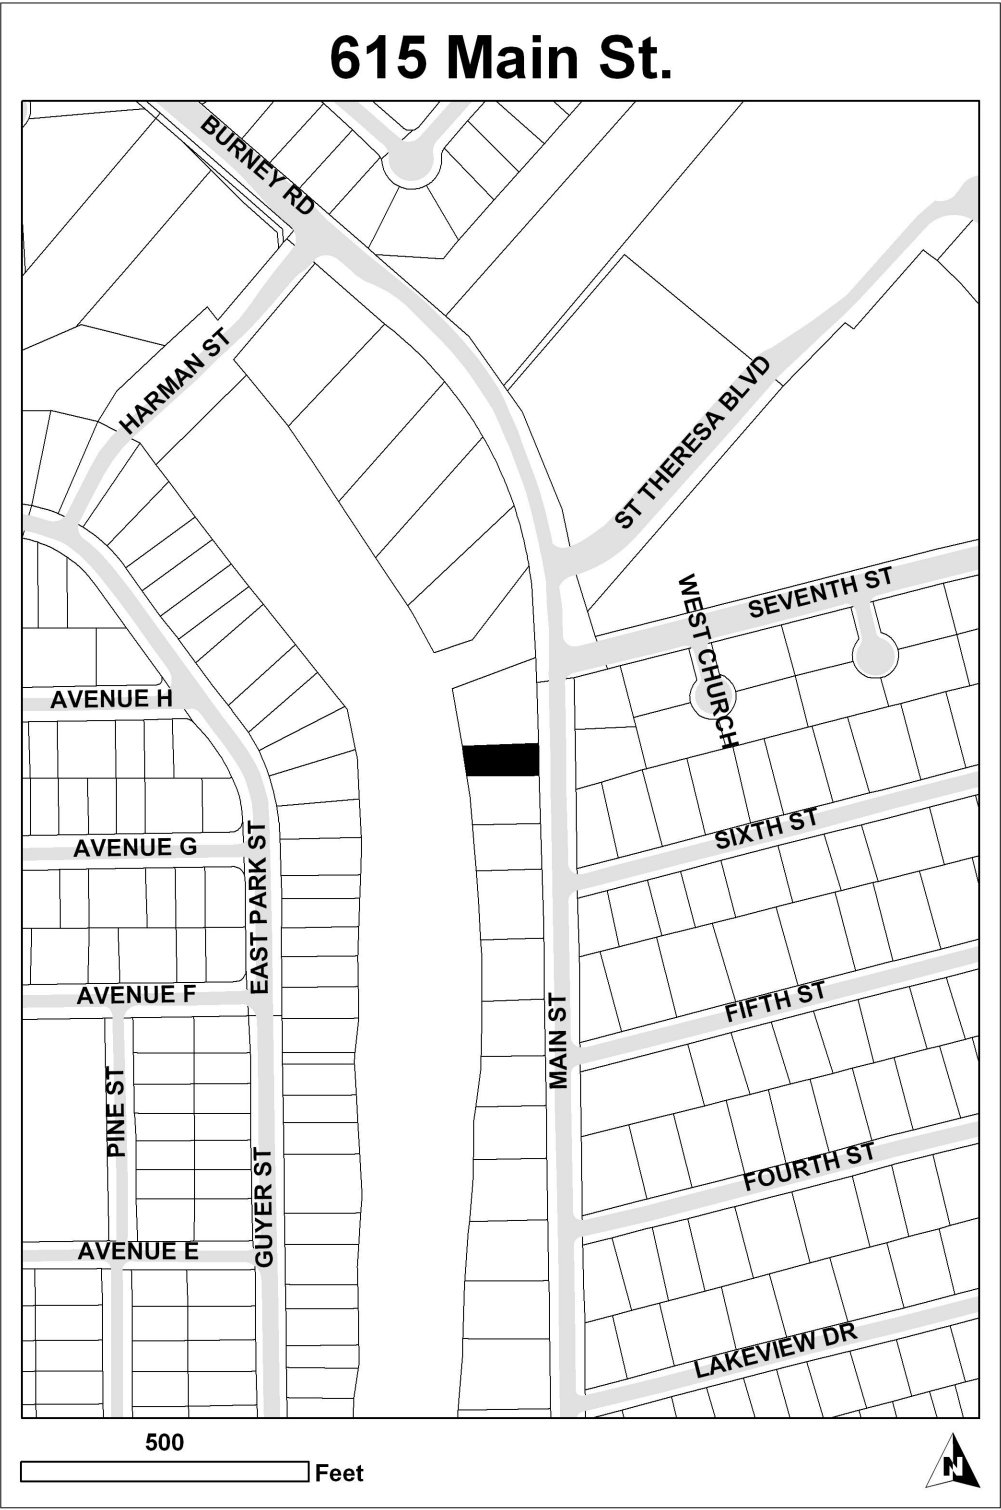 615 Main St.
BURNEY RD
HARMAN ST
ST THERESA BLVD
SEVENTH ST
WEST CHURCH
AVENUE H
SIXTH ST
AVENUE G
EAST PARK ST
AVENUE F
FIFTH ST
MAIN ST
PINE ST
FOURTH ST
GUYER ST
AVENUE E
LAKEVIEW DR
500
Feet
N